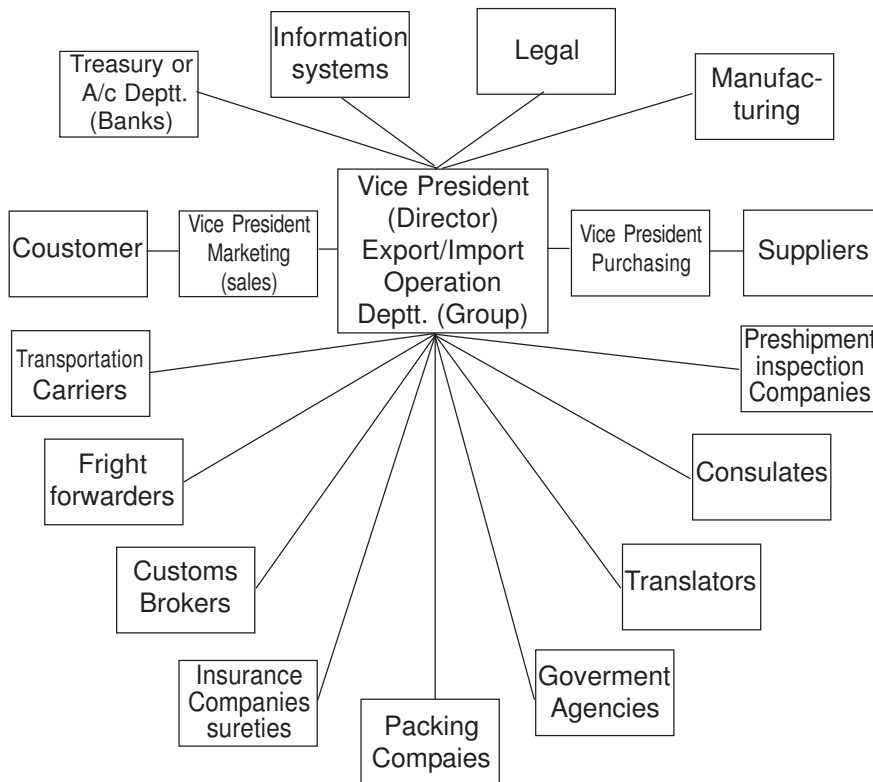 Information
systems
Legal
Treasury or
A/c Deptt.
(Banks)
Manufac-
turing
Vice President
(Director)
Export/Import
Operation
Deptt. (Group)
Coustomer
Vice President
Marketing
(sales)
Vice President
Purchasing
Suppliers
Transportation
Carriers
Preshipment
inspection
Companies
Fright
forwarders
Consulates
Customs
Brokers
Translators
Insurance
Companies
sureties
Goverment
Agencies
Packing
Compaies